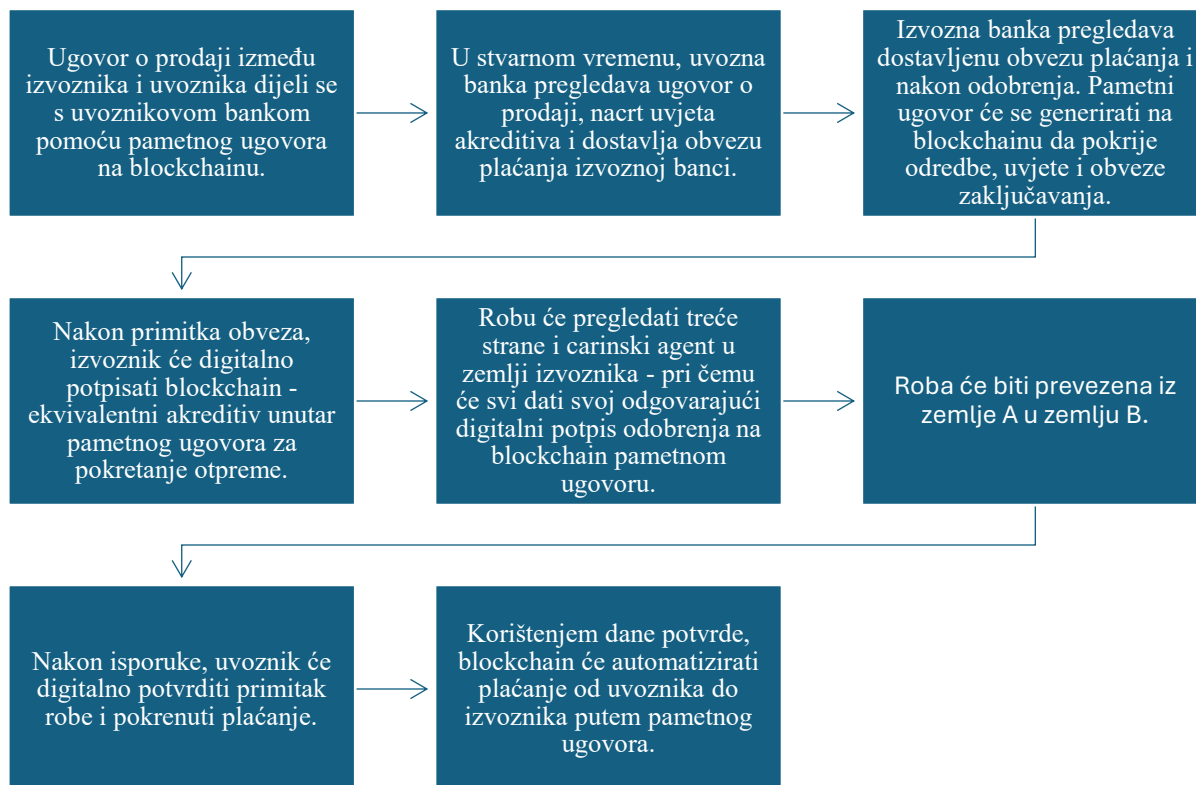 Ugovor o prodaji između
izvoznika i uvoznika dijeli se
s uvoznikovom bankom
pomoću pametnog ugovora
na blockchainu.
U stvarnom vremenu, uvozna
banka pregledava ugovor o
prodaji, nacrt uvjeta
akreditiva i dostavlja obvezu
plaćanja izvoznoj banci.
Izvozna banka pregledava
dostavljenu obvezu plaćanja i
nakon odobrenja. Pametni
ugovor će se generirati na
blockchainu da pokrije
odredbe, uvjete i obveze
zaključavanja.
Nakon primitka obveza,
izvoznik će digitalno
potpisati blockchain -
ekvivalentni akreditiv unutar
pametnog ugovora za
pokretanje otpreme.
Robu će pregledati treće
strane i carinski agent u
zemlji izvoznika - pri čemu
će svi dati svoj odgovarajući
digitalni potpis odobrenja na
blockchain pametnom
ugovoru.
Roba će biti prevezena iz
zemlje A u zemlju B.
Nakon isporuke, uvoznik će
digitalno potvrditi primitak
robe i pokrenuti plaćanje.
Korištenjem dane potvrde,
blockchain će automatizirati
plaćanje od uvoznika do
izvoznika putem pametnog
ugovora.